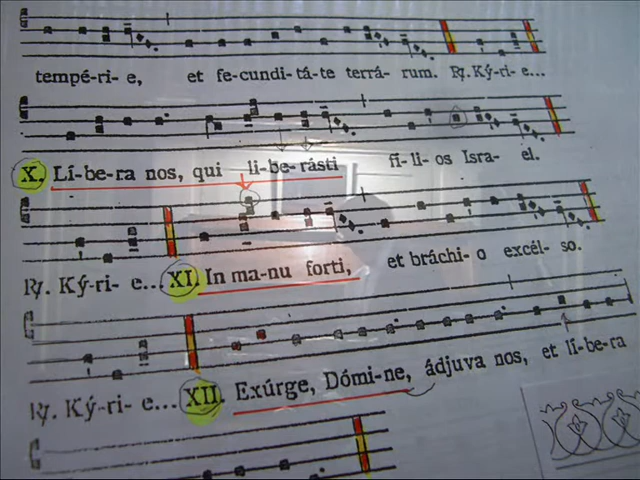 tempé-ri- e, et fe-cundi-tá-te terrá- rum. ℟. Ký-ri- e...
X. Lí-be-ra nos, qui li-be-rásti fí-li- os Isra- el.
℟. Ký-ri- e... XI. In ma-nu forti, et bráchi- o excél- so.
℟. Ký-ri- e... XII. Exúrge, Dómi-ne, ádjuva nos, et lí-be-ra